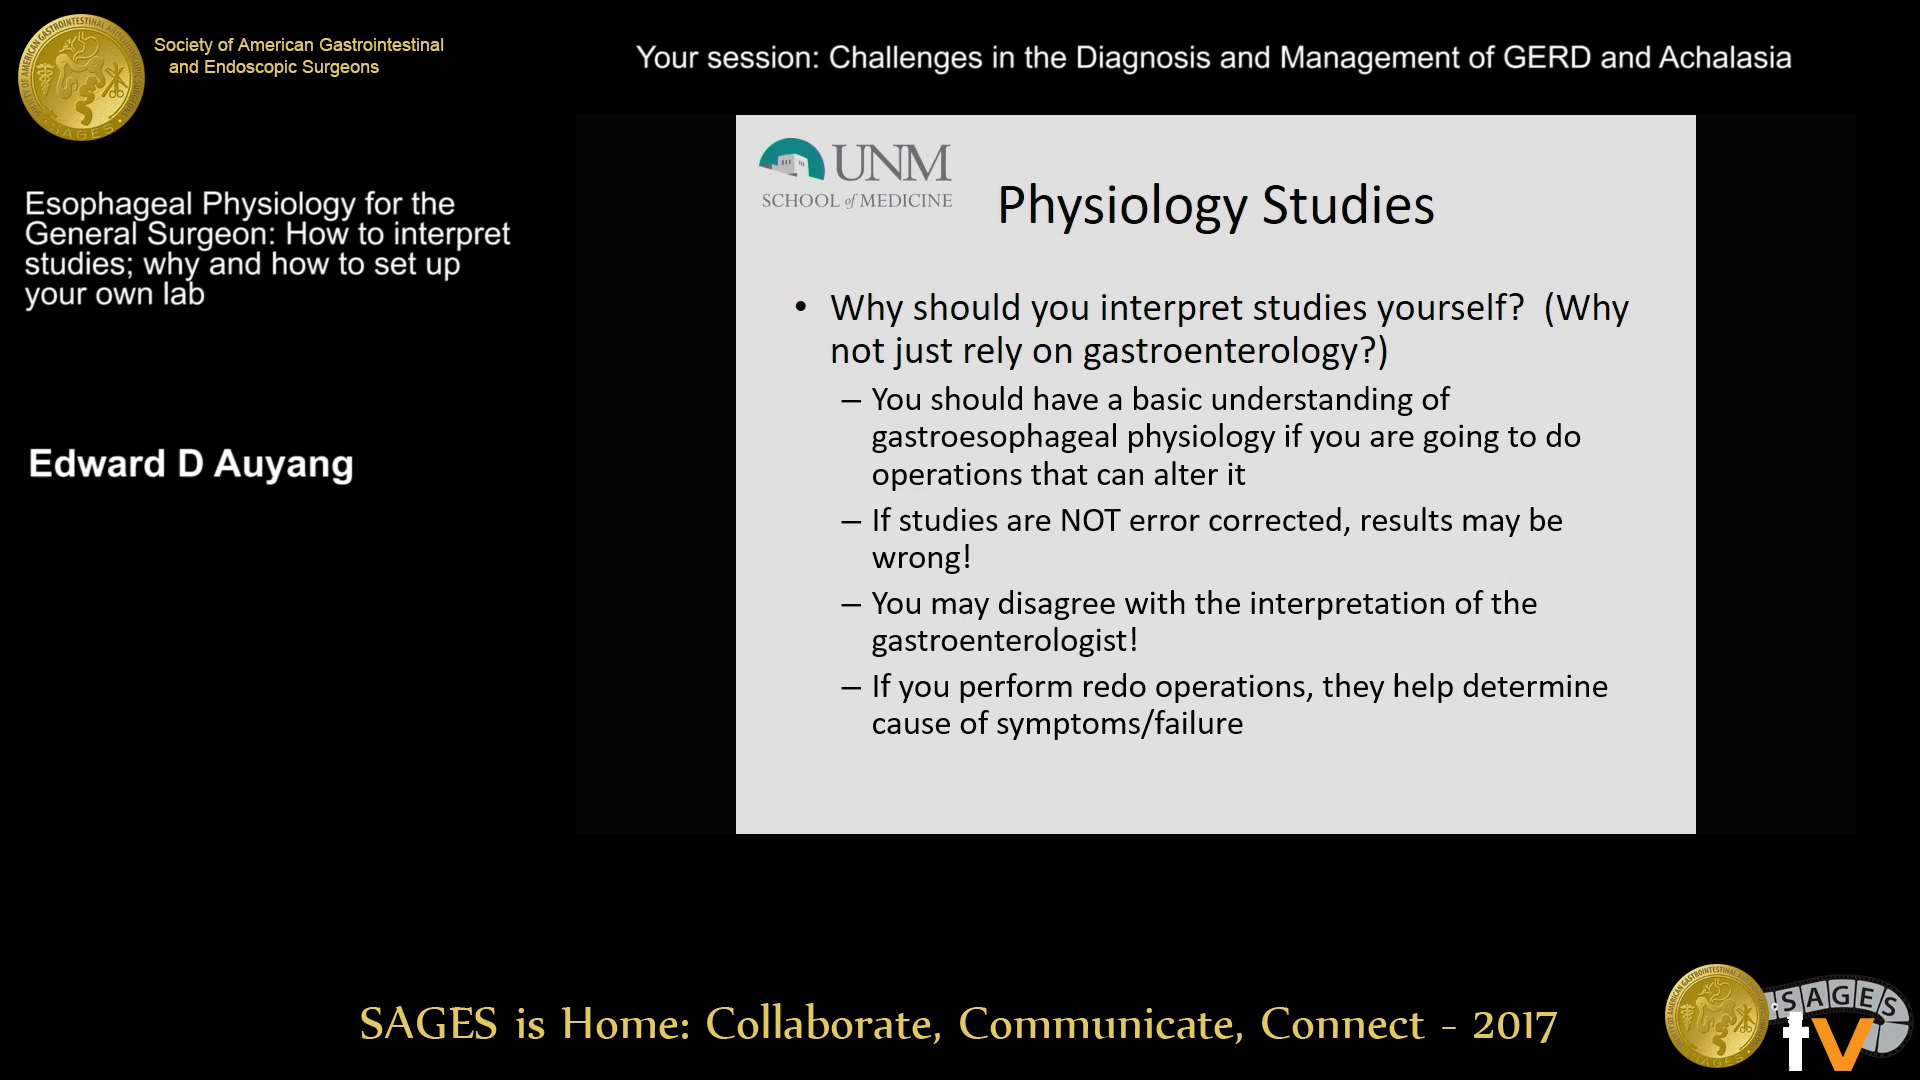 Society of American Gastrointestinal
and Endoscopic Surgeons
Your session: Challenges in the Diagnosis and Management of GERD and Achalasia
Esophageal Physiology for the
General Surgeon: How to interpret
studies; why and how to set up
your own lab
Edward D Auyang
UNM
SCHOOL of MEDICINE
Physiology Studies
• Why should you interpret studies yourself? (Why
not just rely on gastroenterology?)
– You should have a basic understanding of
gastroesophageal physiology if you are going to do
operations that can alter it
– If studies are NOT error corrected, results may be
wrong!
– You may disagree with the interpretation of the
gastroenterologist!
– If you perform redo operations, they help determine
cause of symptoms/failure
SAGES is Home: Collaborate, Communicate, Connect - 2017
SAGES
tv